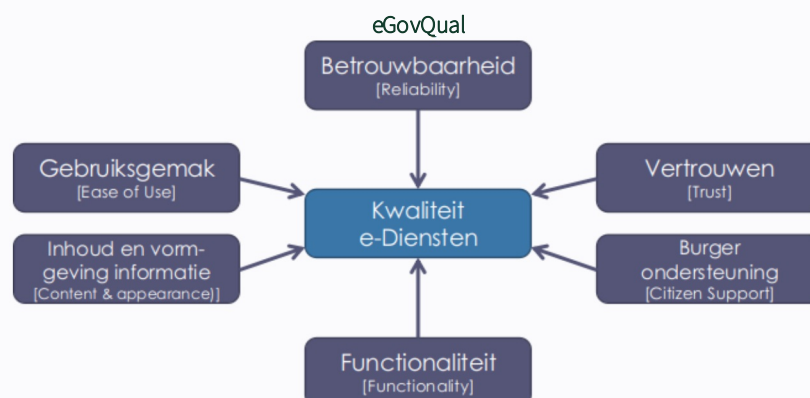 eGovQual
Betrouwbaarheid
[Reliability]
Gebruiksgemak
[Ease of Use]
Vertrouwen
[Trust]
Kwaliteit
e-Diensten
Inhoud en vorm-
geving informatie
[Content & appearance)]
Burger
ondersteuning
[Citizen Support]
Functionaliteit
[Functionality]